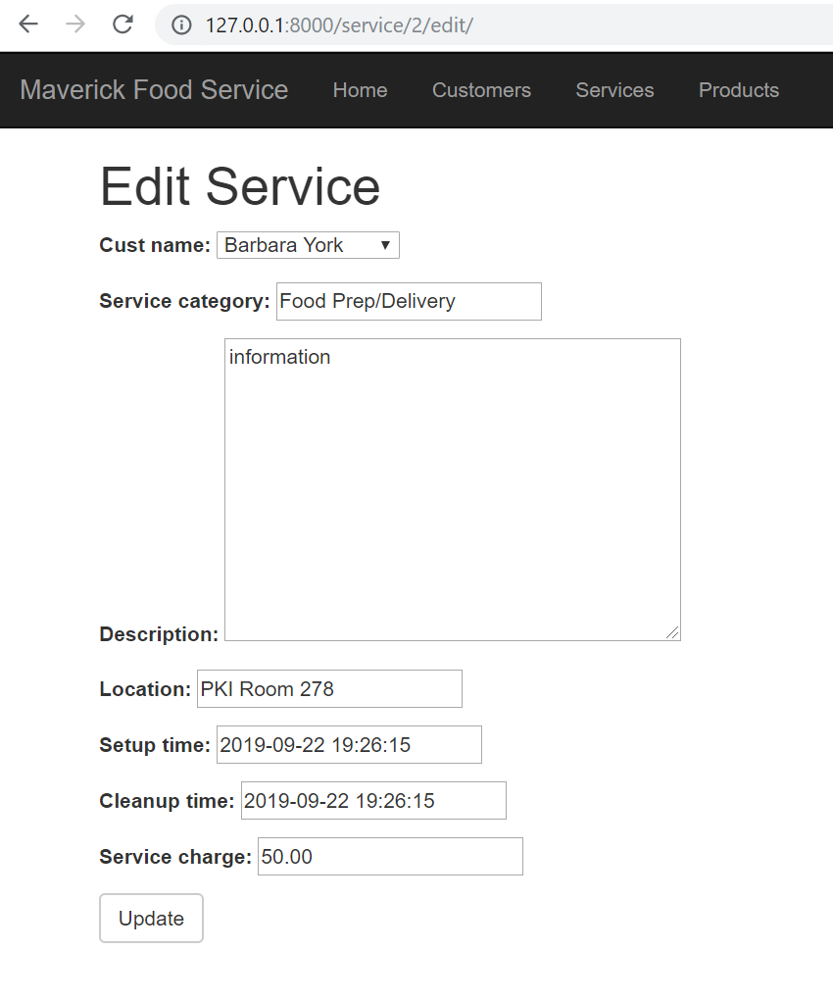 127.0.0.1:8000/service/2/edit/
Maverick Food Service Home Customers Services Products
Edit Service
Cust name: Barbara York
Service category: Food Prep/Delivery
information
Description:
Location: PKI Room 278
Setup time: 2019-09-22 19:26:15
Cleanup time: 2019-09-22 19:26:15
Service charge: 50.00
Update